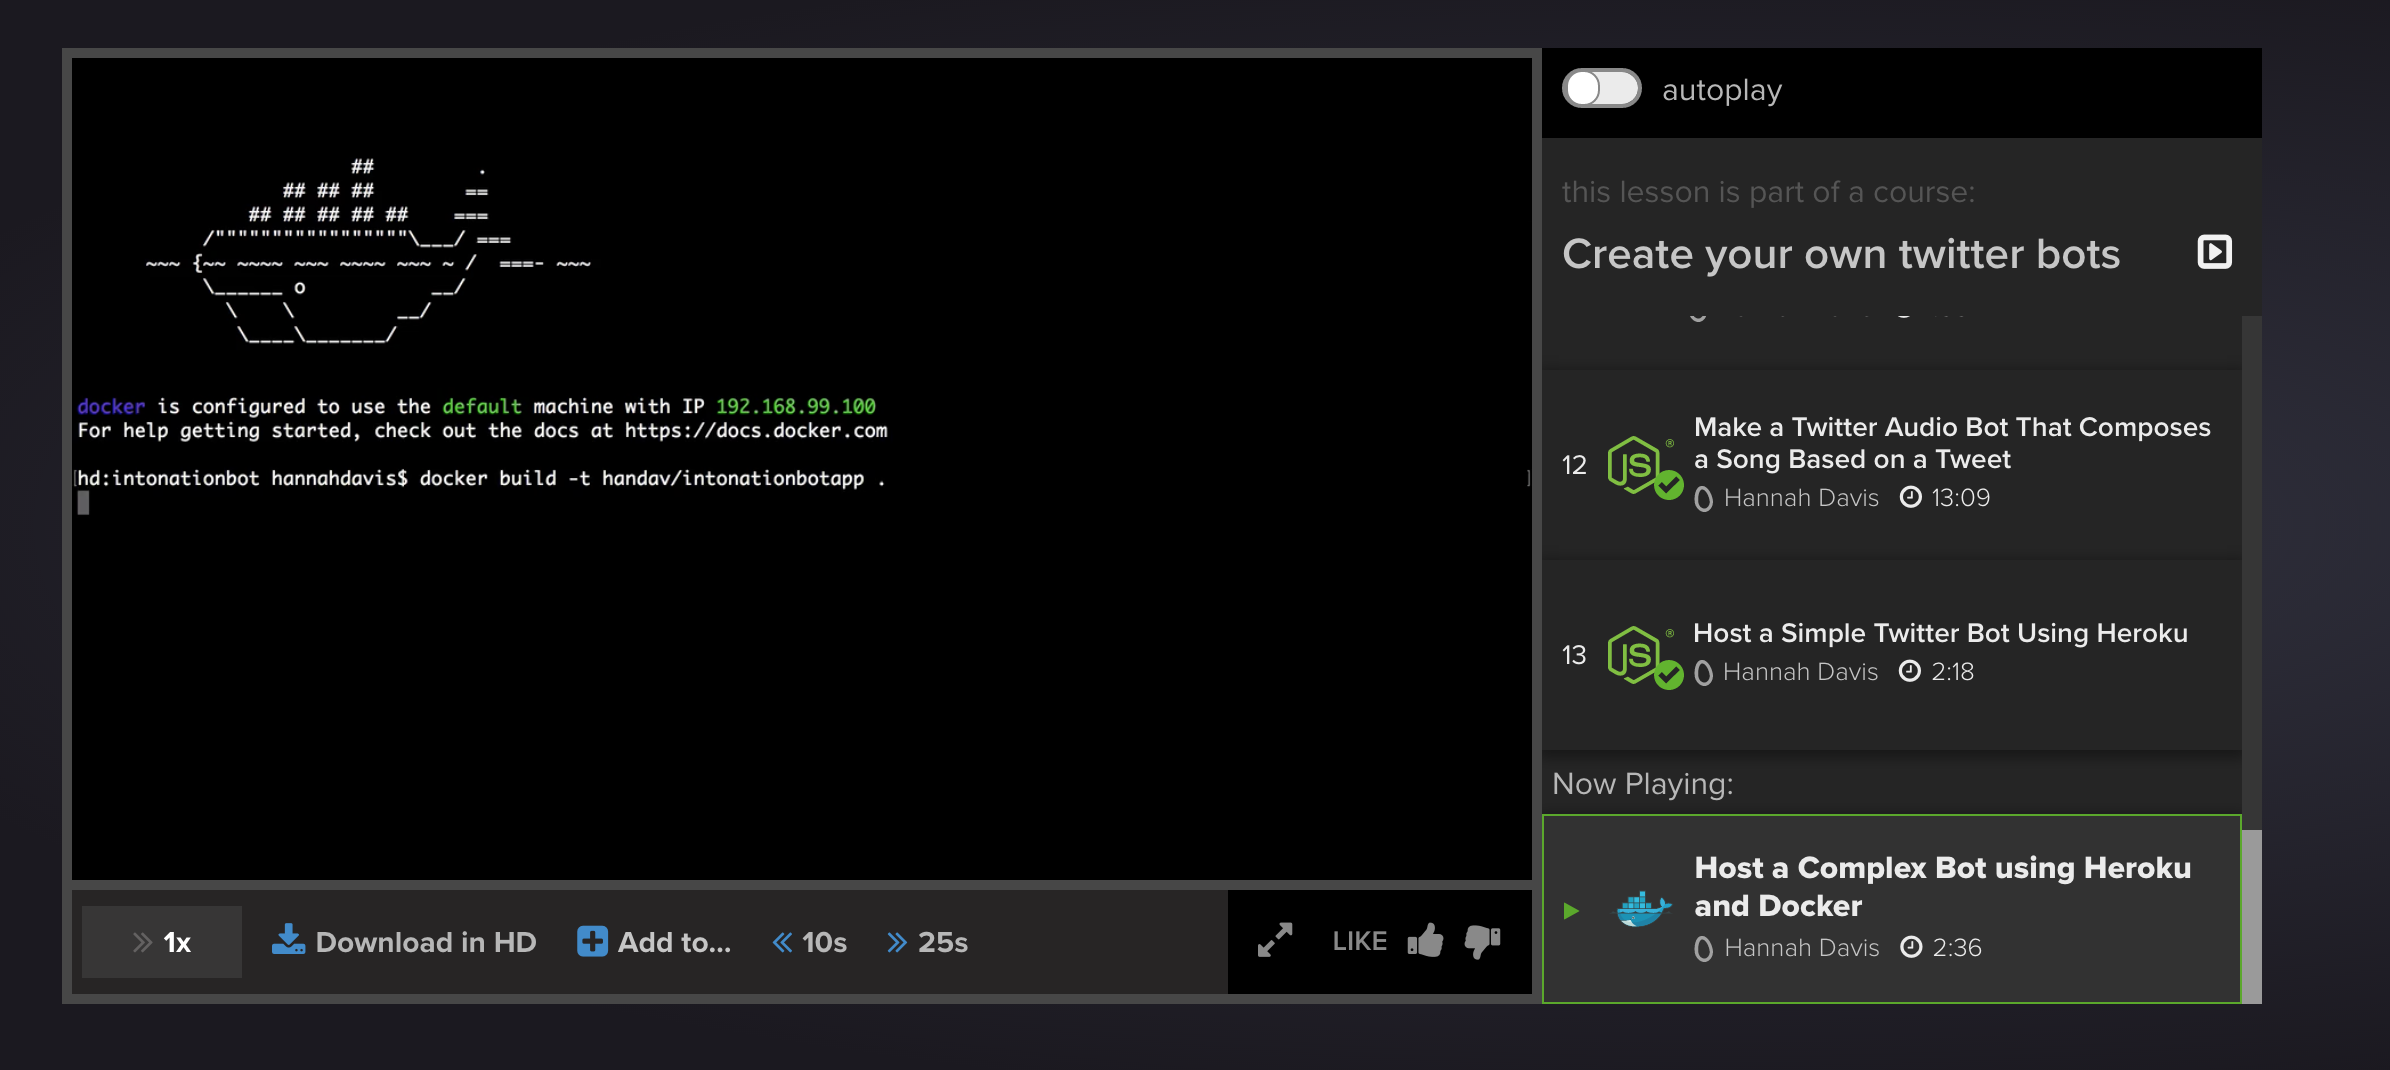 ##         .
                  ## ## ##        ==
               ## ## ## ## ##    ===
           /"""""""""""""""""\___/ ===
      ~~~ {~~ ~~~~ ~~~ ~~~~ ~~~ ~ /  ===- ~~~
           \______ o           __/
             \    \         __/
              \____\_______/
docker is configured to use the default machine with IP 192.168.99.100
For help getting started, check out the docs at https://docs.docker.com
hd:intonationbot hannahdavis$ docker build -t handav/intonationbotapp .
1x
Download in HD
Add to...
10s
25s
LIKE
autoplay
this lesson is part of a course:
Create your own twitter bots
12
JS
Make a Twitter Audio Bot That Composes
a Song Based on a Tweet
Hannah Davis 13:09
13
JS
Host a Simple Twitter Bot Using Heroku
Hannah Davis 2:18
Now Playing:
Host a Complex Bot using Heroku
and Docker
Hannah Davis 2:36